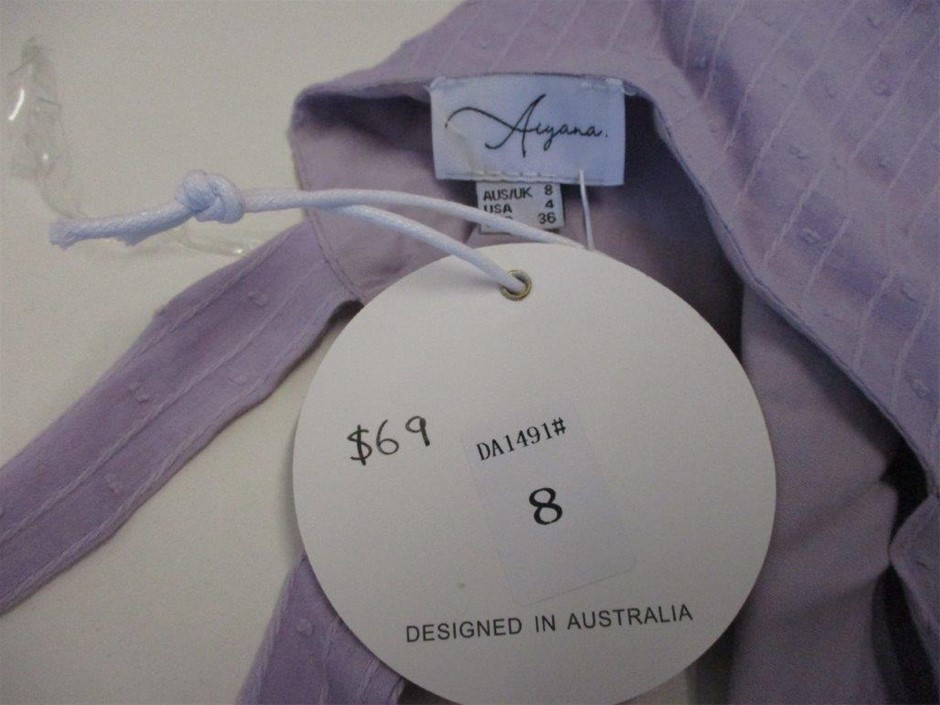 Aiyana.
AUS/UK 8
USA 4
36
$69
DA1491#
8
DESIGNED IN AUSTRALIA